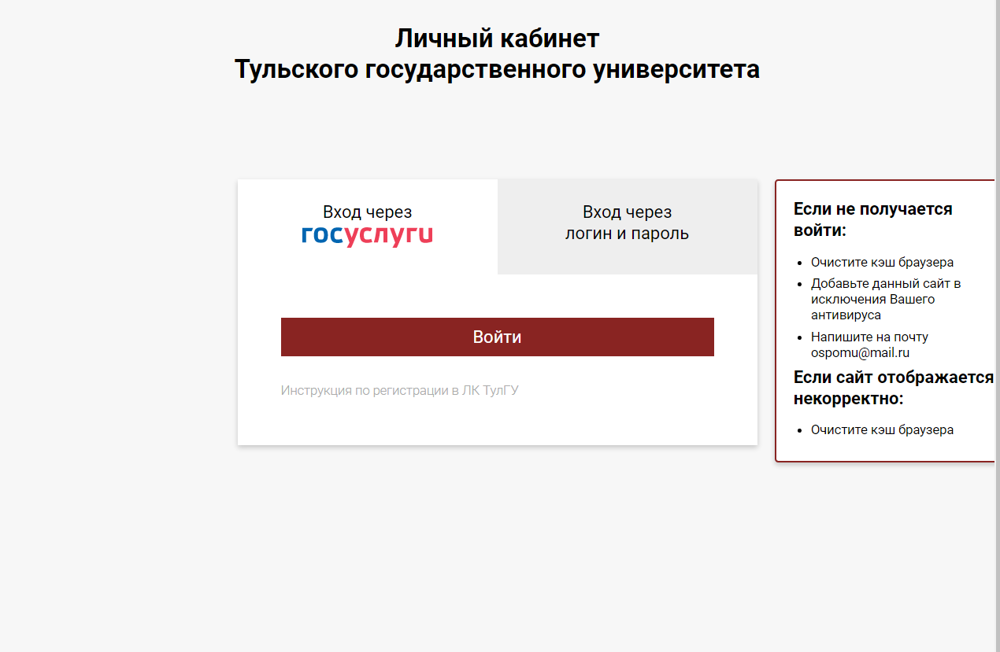 Личный кабинет
Тульского государственного университета
Вход через
госуслуги
Вход через
логин и пароль
Войти
Инструкция по регистрации в ЛК ТулГУ
Если не получается
войти:
Очистите кэш браузера
Добавьте данный сайт в
исключения Вашего
антивируса
Напишите на почту
ospomu@mail.ru
Если сайт отображается
некорректно:
Очистите кэш браузера